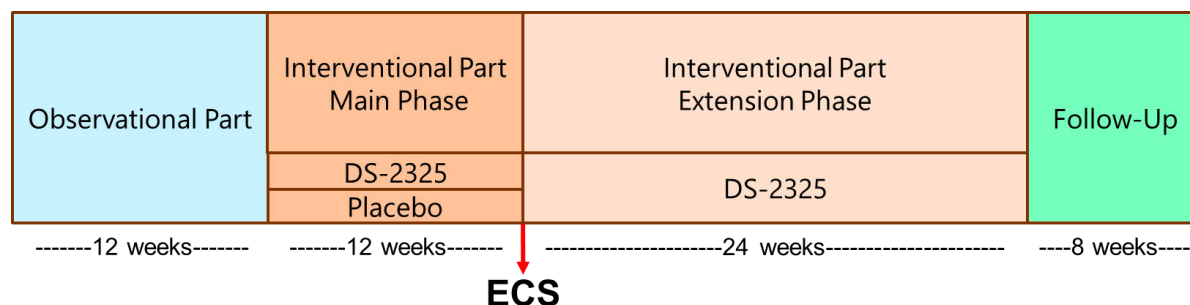 Observational Part
Interventional Part
Main Phase
DS-2325
Placebo
Interventional Part
Extension Phase
DS-2325
Follow-Up
-------12 weeks-------
-------12 weeks-------
----------------------24 weeks----------------------
----8 weeks----
ECS